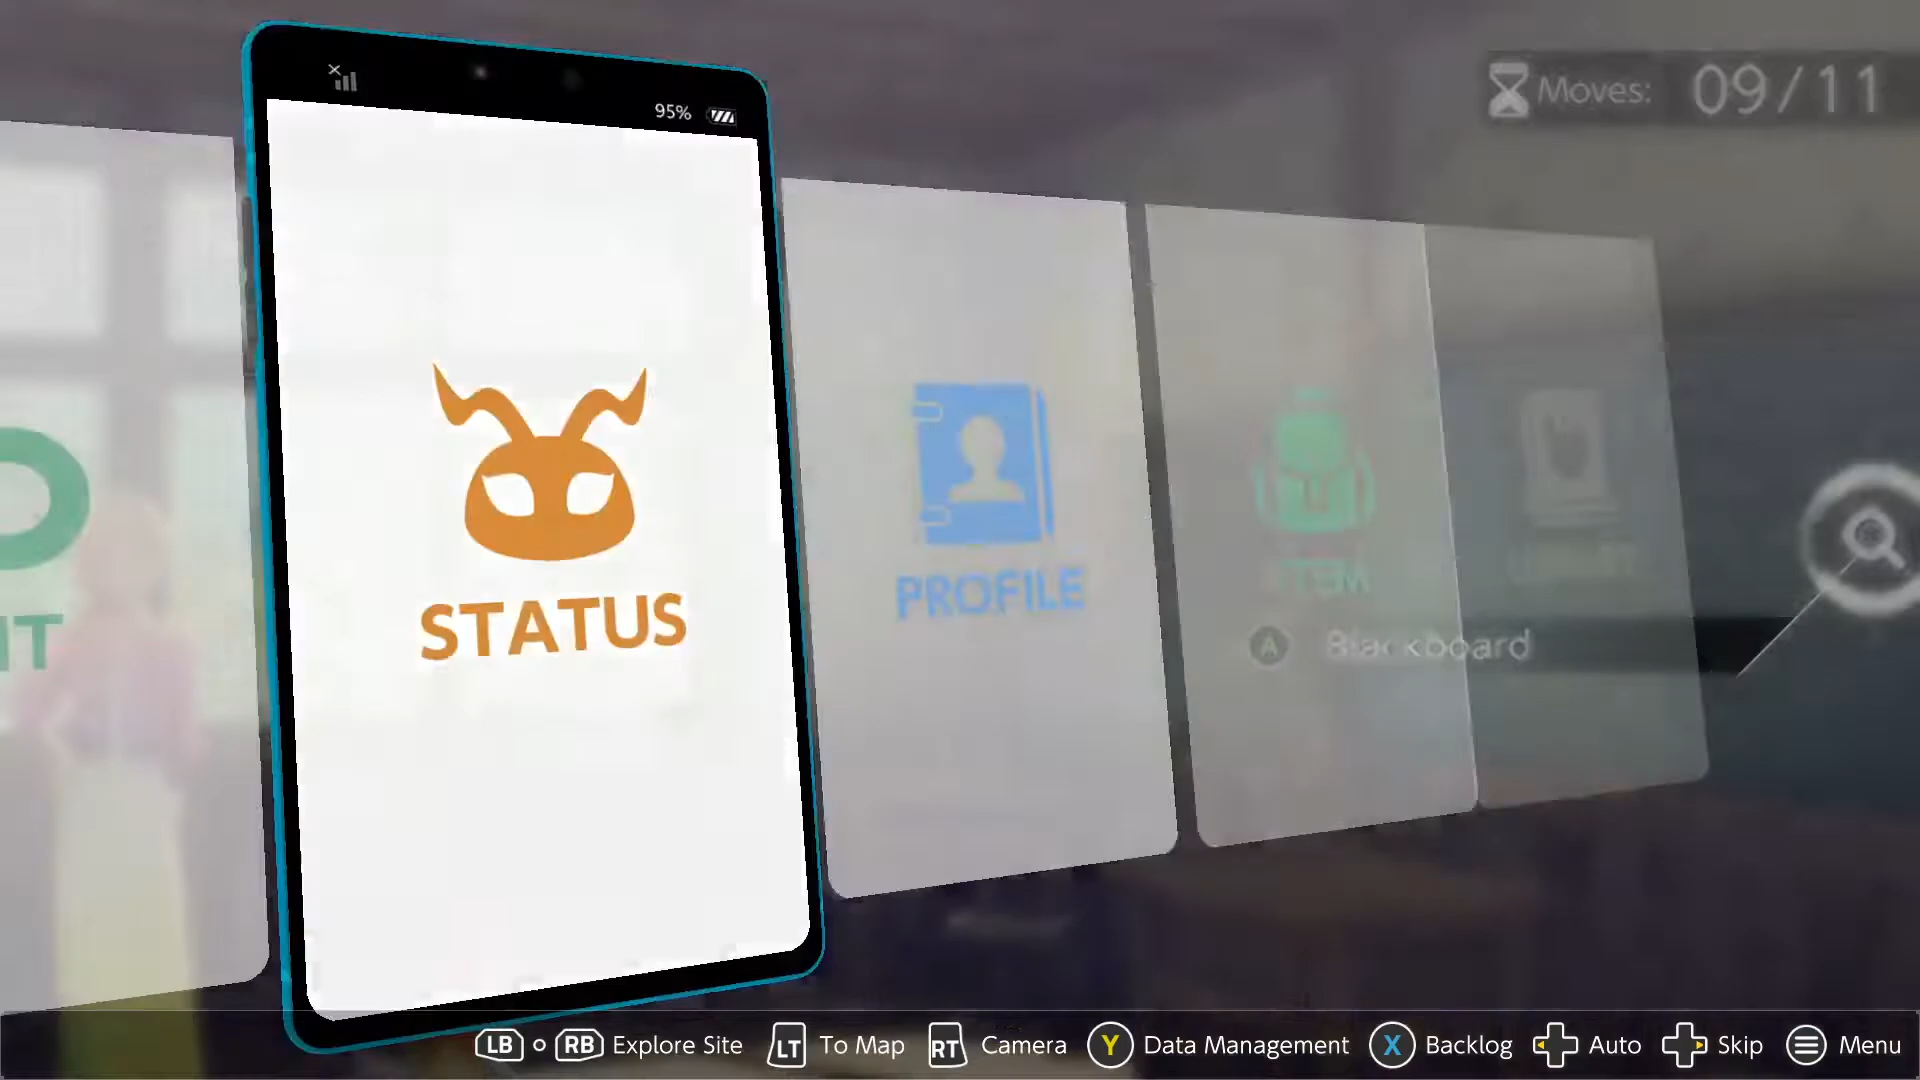 Moves: 09/11
95%
STATUS
PROFILE
ITEM
A Blackboard
LB o RB Explore Site LT To Map RT Camera Y Data Management X Backlog Auto Skip Menu